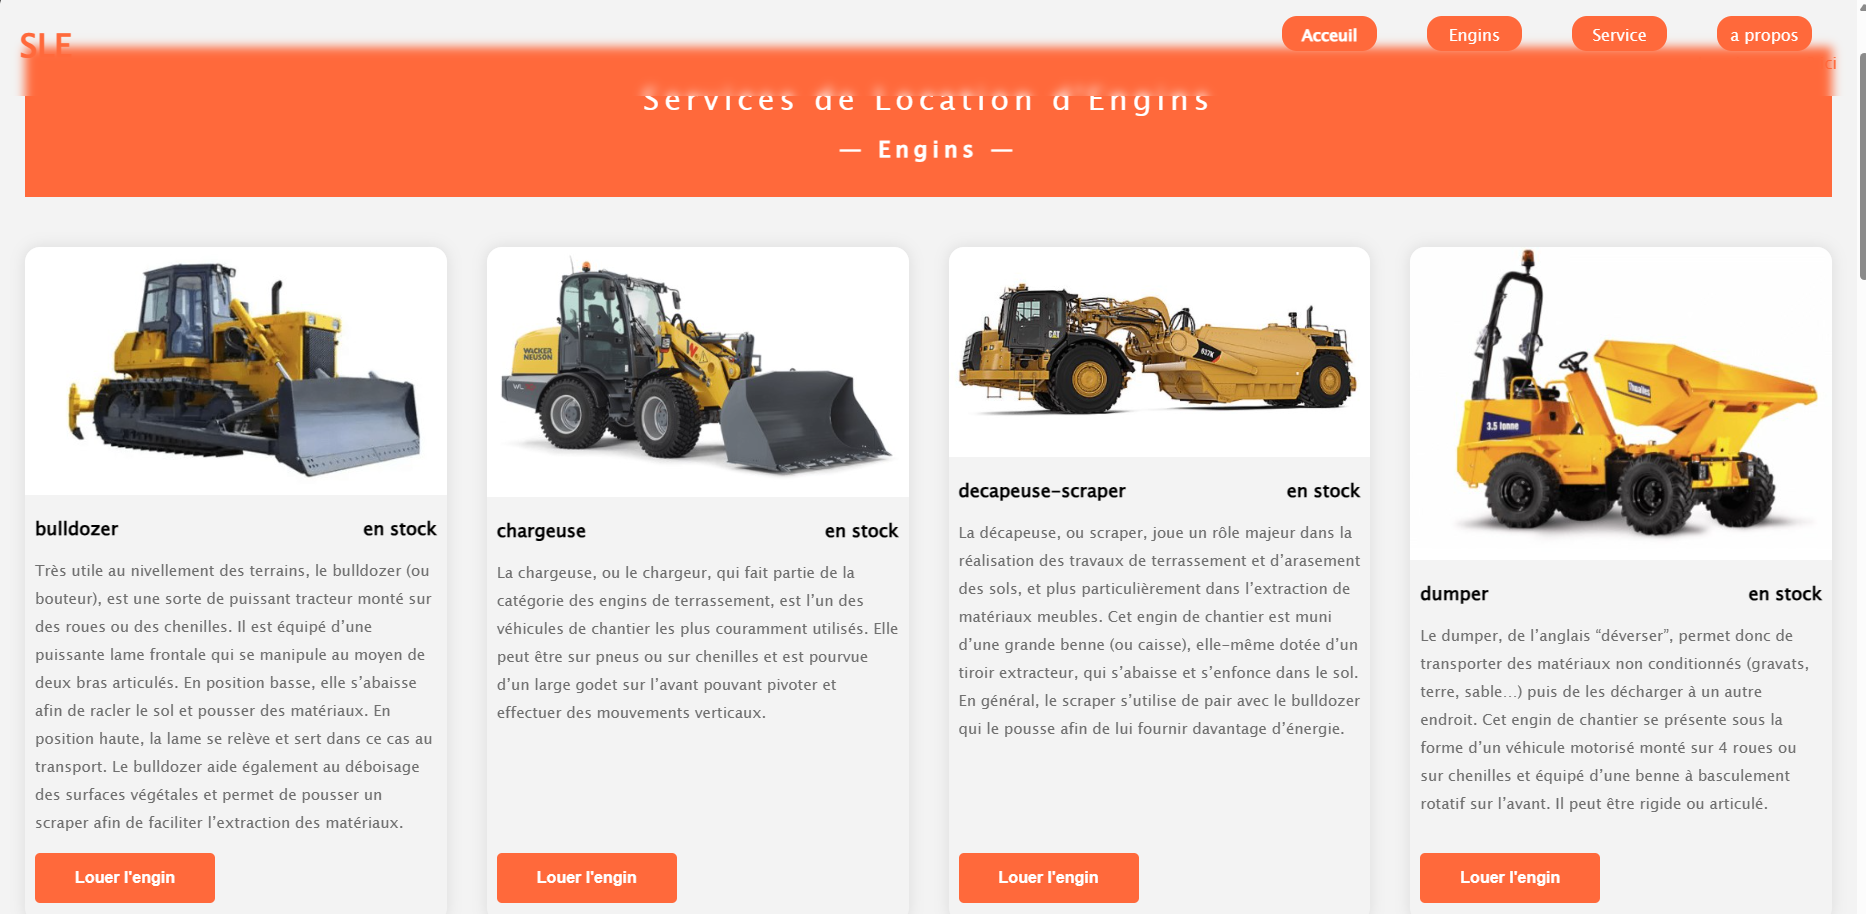 SLE
Acceuil
Engins
Service
a propos
ci
Services de Location d'Engins
— Engins —
WACKER
NEUSON
WL
CAT
637K
Thwaites
3.5 tonne
bulldozer
en stock
Très utile au nivellement des terrains, le bulldozer (ou
bouteur), est une sorte de puissant tracteur monté sur
des roues ou des chenilles. Il est équipé d’une
puissante lame frontale qui se manipule au moyen de
deux bras articulés. En position basse, elle s’abaisse
afin de racler le sol et pousser des matériaux. En
position haute, la lame se relève et sert dans ce cas au
transport. Le bulldozer aide également au déboisage
des surfaces végétales et permet de pousser un
scraper afin de faciliter l’extraction des matériaux.
Louer l'engin
chargeuse
en stock
La chargeuse, ou le chargeur, qui fait partie de la
catégorie des engins de terrassement, est l’un des
véhicules de chantier les plus couramment utilisés. Elle
peut être sur pneus ou sur chenilles et est pourvue
d’un large godet sur l’avant pouvant pivoter et
effectuer des mouvements verticaux.
Louer l'engin
decapeuse-scraper
en stock
La décapeuse, ou scraper, joue un rôle majeur dans la
réalisation des travaux de terrassement et d’arasement
des sols, et plus particulièrement dans l’extraction de
matériaux meubles. Cet engin de chantier est muni
d’une grande benne (ou caisse), elle-même dotée d’un
tiroir extracteur, qui s’abaisse et s’enfonce dans le sol.
En général, le scraper s’utilise de pair avec le bulldozer
qui le pousse afin de lui fournir davantage d’énergie.
Louer l'engin
dumper
en stock
Le dumper, de l’anglais “déverser”, permet donc de
transporter des matériaux non conditionnés (gravats,
terre, sable…) puis de les décharger à un autre
endroit. Cet engin de chantier se présente sous la
forme d’un véhicule motorisé monté sur 4 roues ou
sur chenilles et équipé d’une benne à basculement
rotatif sur l’avant. Il peut être rigide ou articulé.
Louer l'engin